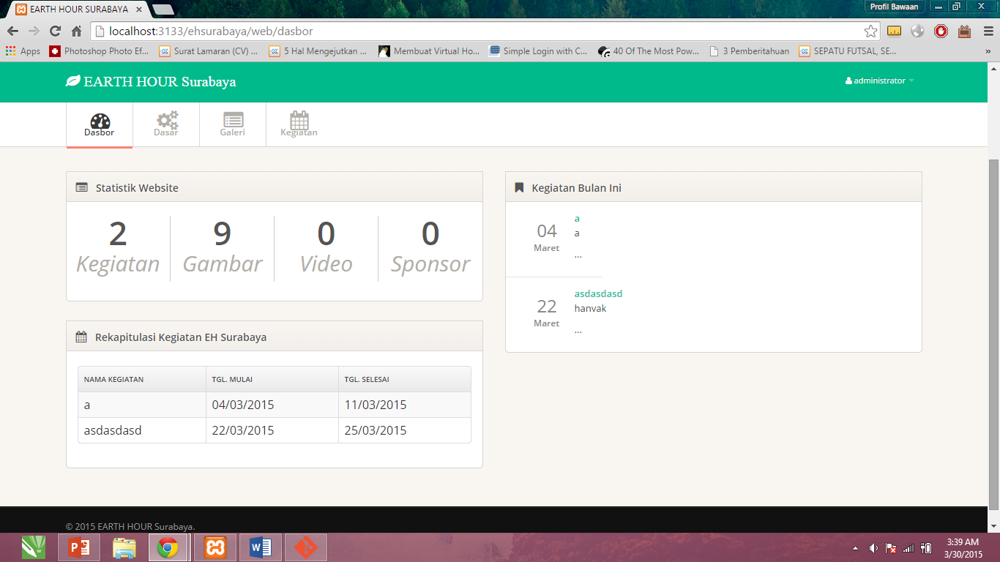 EARTH HOUR SURABAYA
Profil Bawaan
localhost:3133/ehsurabaya/web/dasbor
Apps Photoshop Photo Ef... Surat Lamaran (CV) ... 5 Hal Mengejutkan ... Membuat Virtual Ho... Simple Login with C... 40 Of The Most Pow... 3 Pemberitahuan SEPATU FUTSAL, SE... »
EARTH HOUR Surabaya
administrator
Dasbor Dasar Galeri Kegiatan
Statistik Website
2 9 0 0
Kegiatan Gambar Video Sponsor
Rekapitulasi Kegiatan EH Surabaya
NAMA KEGIATAN TGL. MULAI TGL. SELESAI
a 04/03/2015 11/03/2015
asdasdasd 22/03/2015 25/03/2015
Kegiatan Bulan Ini
04
Maret
a
a
...
22
Maret
asdasdasd
hanvak
...
© 2015 EARTH HOUR Surabaya.
3:39 AM
3/30/2015